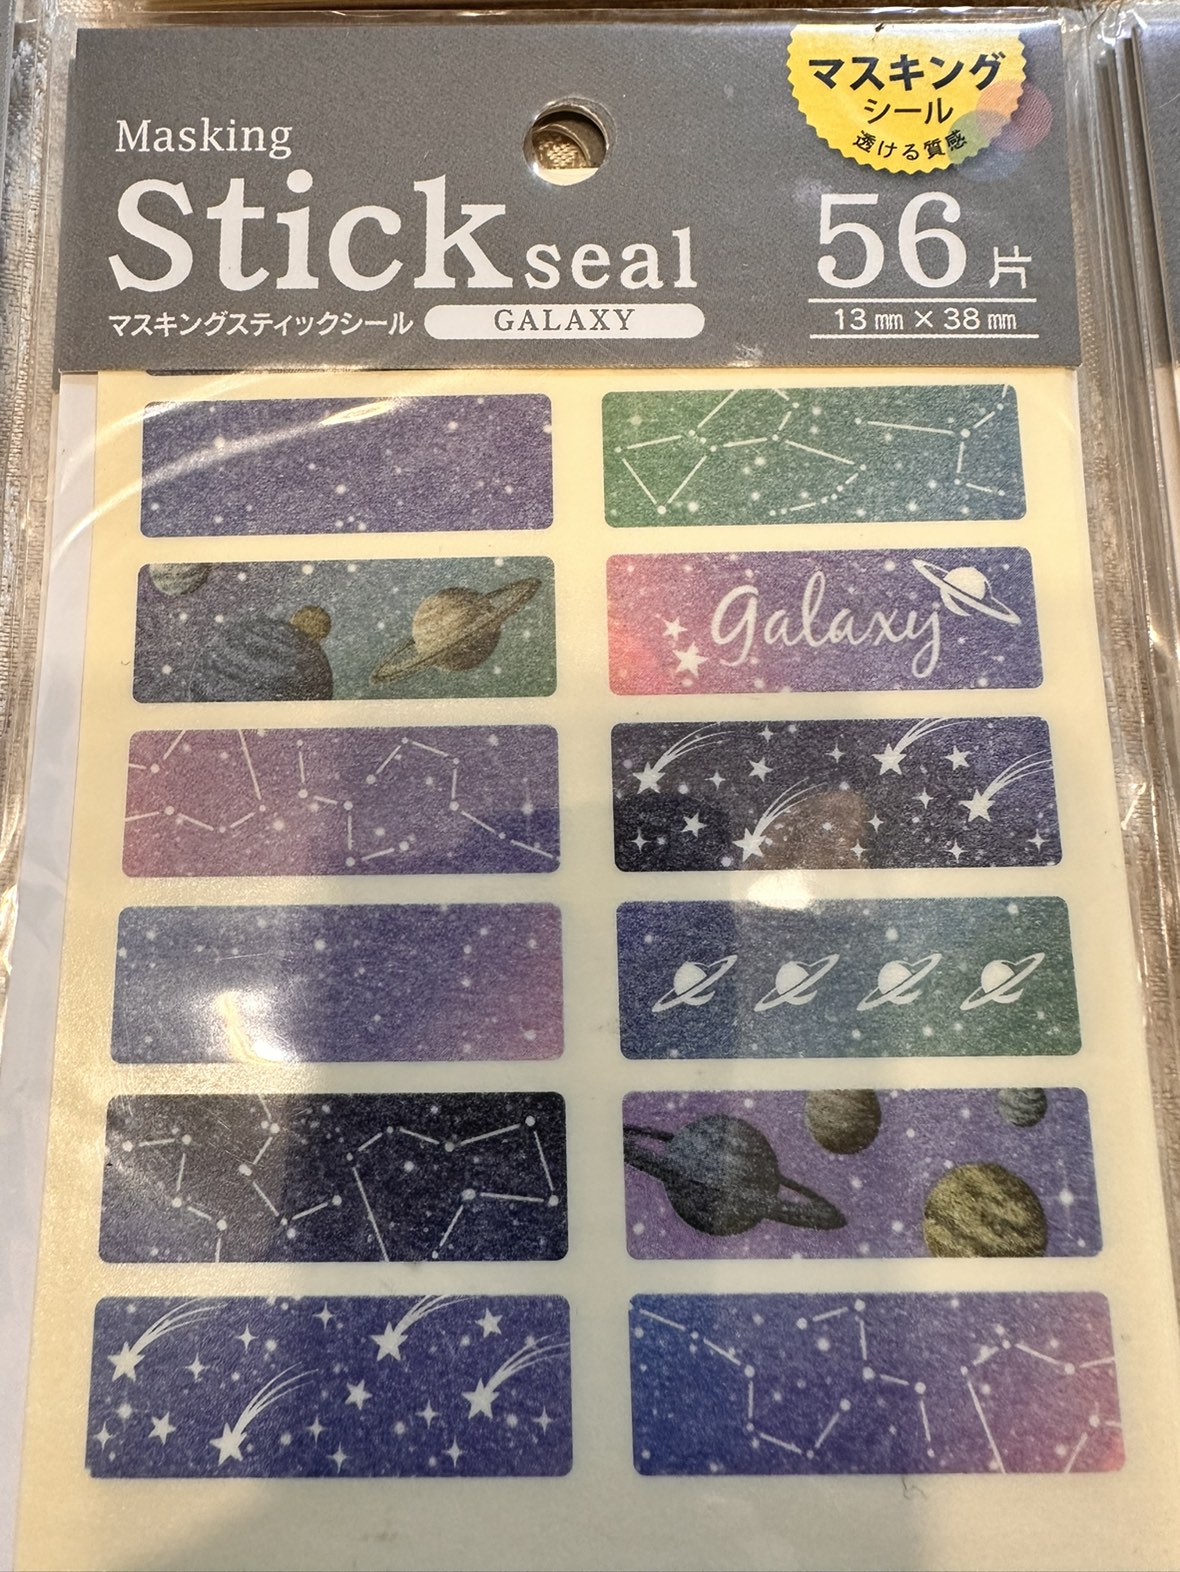 マスキング
シール
透ける質感
Masking
Stick seal
56片
マスキングスティックシール
GALAXY
13㎜×38㎜
galaxy